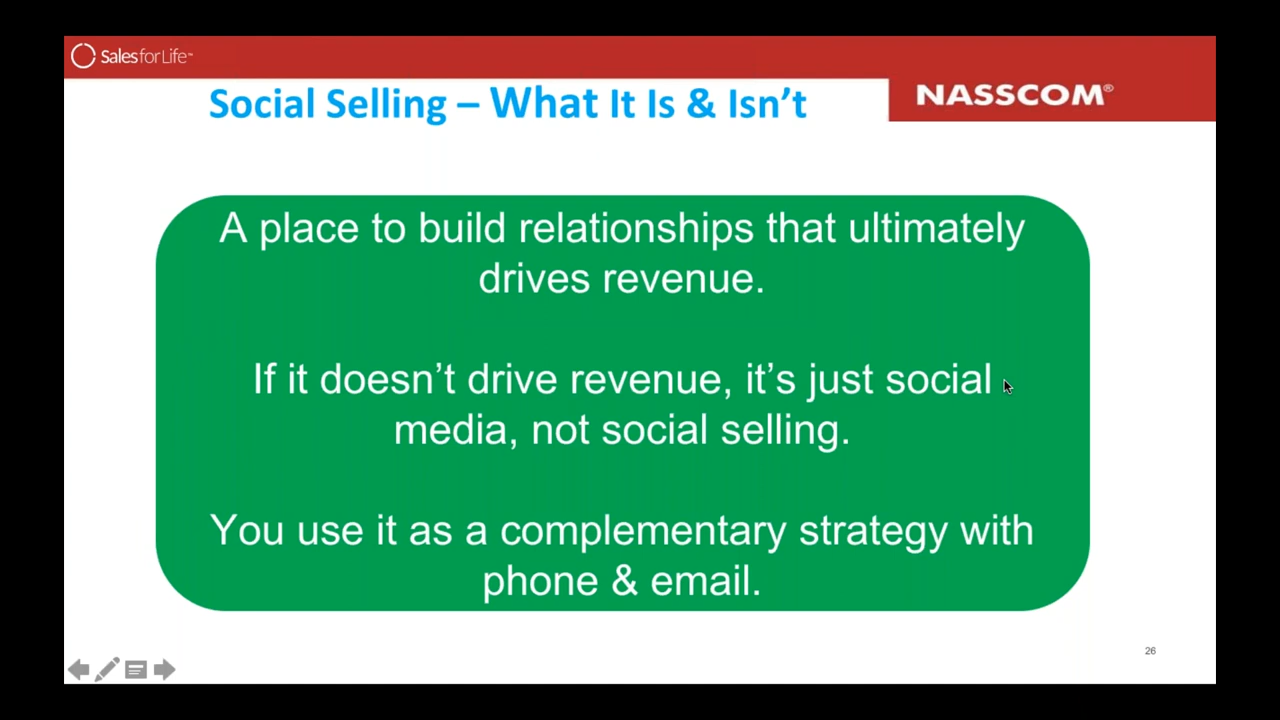 Sales for Life™
Social Selling – What It Is & Isn’t
NASSCOM®
A place to build relationships that ultimately
drives revenue.
If it doesn’t drive revenue, it’s just social
media, not social selling.
You use it as a complementary strategy with
phone & email.
26